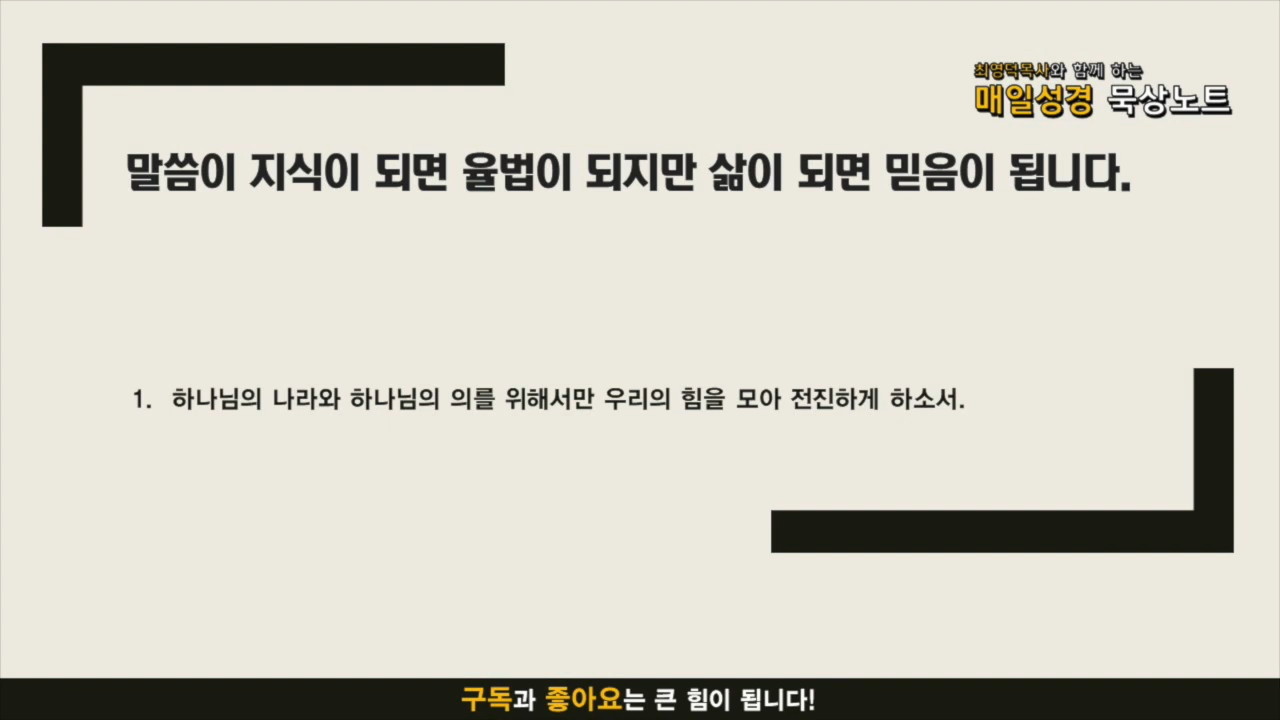 최영덕목사와 함께 하는
매일성경 묵상노트
말씀이 지식이 되면 율법이 되지만 삶이 되면 믿음이 됩니다.
1. 하나님의 나라와 하나님의 의를 위해서만 우리의 힘을 모아 전진하게 하소서.
구독과 좋아요는 큰 힘이 됩니다!